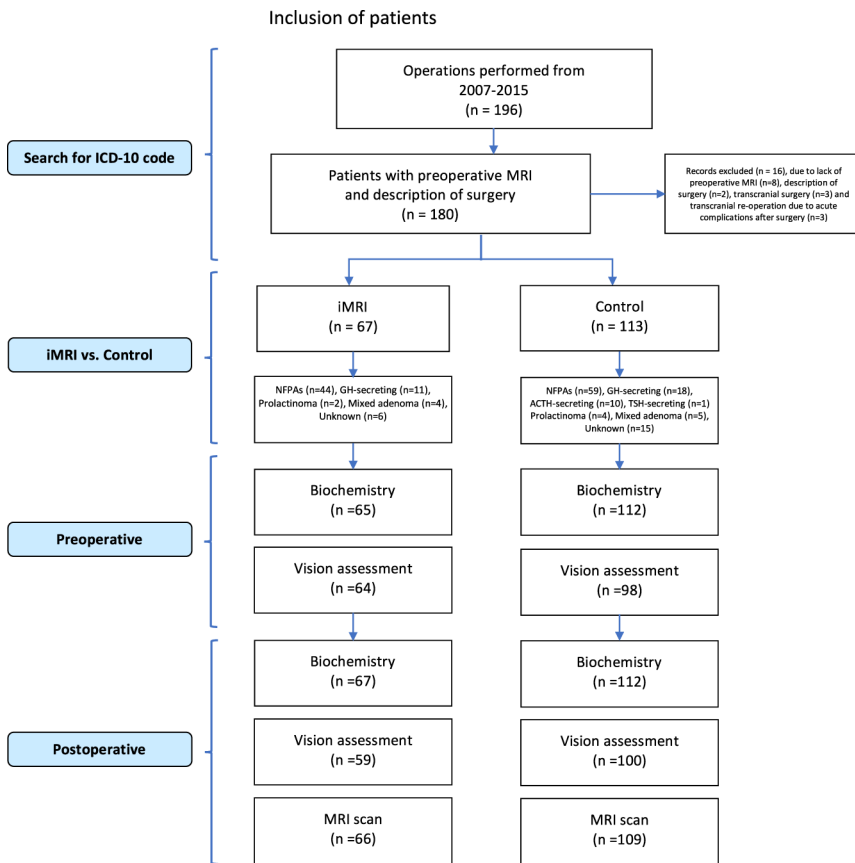 Inclusion of patients
Operations performed from
2007-2015
(n = 196)
Search for ICD-10 code
Patients with preoperative MRI
and description of surgery
(n = 180)
Records excluded (n = 16), due to lack of
preoperative MRI (n=8), description of
surgery (n=2), transcranial surgery (n=3) and
transcranial re-operation due to acute
complications after surgery (n=3)
iMRI vs. Control
iMRI
(n = 67)
Control
(n = 113)
NFPAs (n=44), GH-secreting (n=11),
Prolactinoma (n=2), Mixed adenoma (n=4),
Unknown (n=6)
NFPAs (n=59), GH-secreting (n=18),
ACTH-secreting (n=10), TSH-secreting (n=1)
Prolactinoma (n=4), Mixed adenoma (n=5),
Unknown (n=15)
Preoperative
Biochemistry
(n =65)
Biochemistry
(n =112)
Vision assessment
(n =64)
Vision assessment
(n =98)
Postoperative
Biochemistry
(n =67)
Biochemistry
(n =112)
Vision assessment
(n =59)
Vision assessment
(n =100)
MRI scan
(n =66)
MRI scan
(n =109)